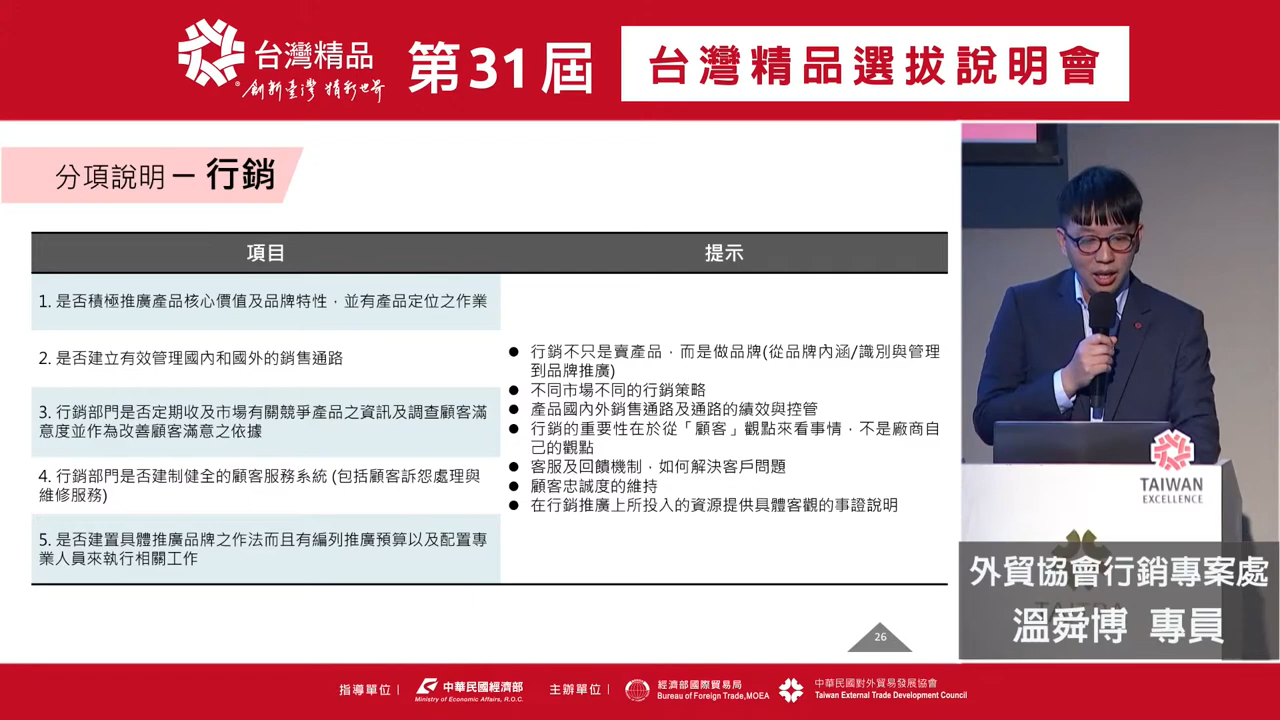 台灣精品
創新臺灣 精彩世界
第31屆
台灣精品選拔說明會
分項說明 — 行銷
項目
提示
1. 是否積極推廣產品核心價值及品牌特性，並有產品定位之作業
2. 是否建立有效管理國內和國外的銷售通路
3. 行銷部門是否定期收及市場有關競爭產品之資訊及調查顧客滿
意度並作為改善顧客滿意之依據
4. 行銷部門是否建制健全的顧客服務系統 (包括顧客訴怨處理與
維修服務)
5. 是否建置具體推廣品牌之作法而且有編列推廣預算以及配置專
業人員來執行相關工作
● 行銷不只是賣產品，而是做品牌(從品牌內涵/識別與管理
到品牌推廣)
● 不同市場不同的行銷策略
● 產品國內外銷售通路及通路的績效與控管
● 行銷的重要性在於從「顧客」觀點來看事情，不是廠商自
己的觀點
● 客服及回饋機制，如何解決客戶問題
● 顧客忠誠度的維持
● 在行銷推廣上所投入的資源提供具體客觀的事證說明
26
TAIWAN
EXCELLENCE
外貿協會行銷專案處
溫舜博 專員
指導單位
中華民國經濟部
Ministry of Economic Affairs, R.O.C.
主辦單位
經濟部國際貿易局
Bureau of Foreign Trade,MOEA
中華民國對外貿易發展協會
Taiwan External Trade Development Council